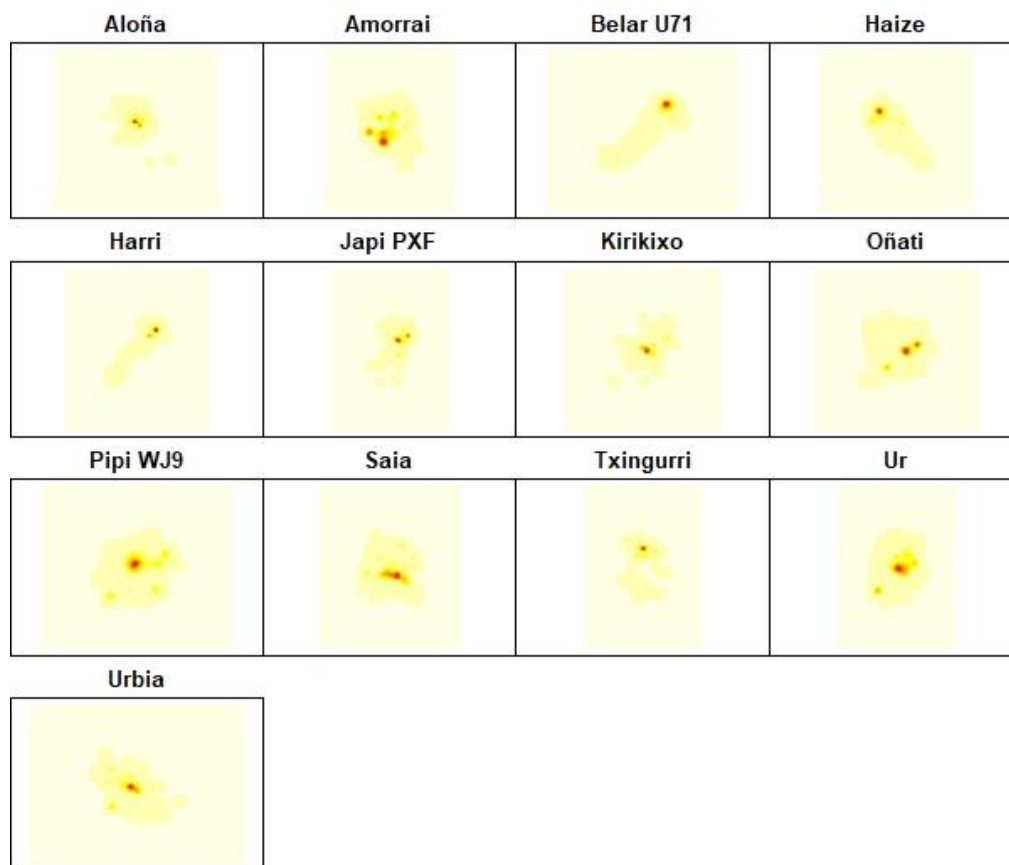 Aloña Amorrai Belar U71 Haize
Harri Japi PXF Kirikixo Oñati
Pipi WJ9 Saia Txingurri Ur
Urbia